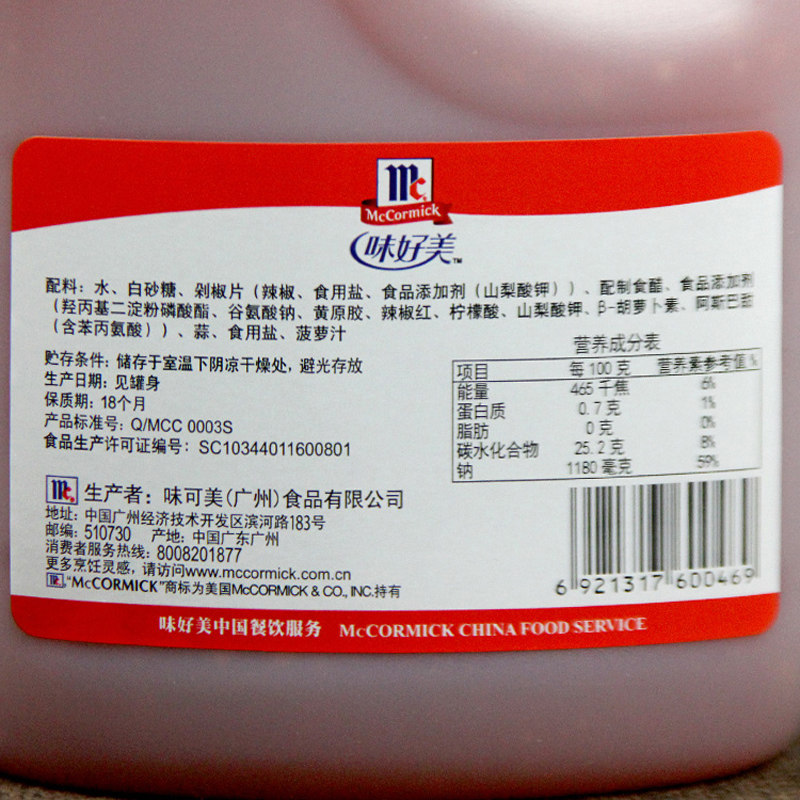 Mc
McCormick
味好美™
配料：水、白砂糖、剁椒片（辣椒、食用盐、食品添加剂（山梨酸钾））、配制食醋、食品添加剂
（羟丙基二淀粉磷酸酯、谷氨酸钠、黄原胶、辣椒红、柠檬酸、山梨酸钾、β-胡萝卜素、阿斯巴甜
（含苯丙氨酸））、蒜、食用盐、菠萝汁
贮存条件：储存于室温下阴凉干燥处，避光存放
生产日期：见罐身
保质期：18个月
产品标准号：Q/MCC 0003S
食品生产许可证编号：SC10344011600801
营养成分表
项目 每100克 营养素参考值%
能量 465千焦 6%
蛋白质 0.7克 1%
脂肪 0克 0%
碳水化合物 25.2克 8%
钠 1180毫克 59%
Mc 生产者：味可美（广州）食品有限公司
地址：中国广州经济技术开发区滨河路183号
邮编：510730 产地：中国广东广州
消费者服务热线：8008201877
更多烹饪灵感，请访问www.mccormick.com.cn
Mc "McCORMICK"商标为美国McCORMICK & CO., INC.持有
6 921317 600469
味好美中国餐饮服务 McCORMICK CHINA FOOD SERVICE